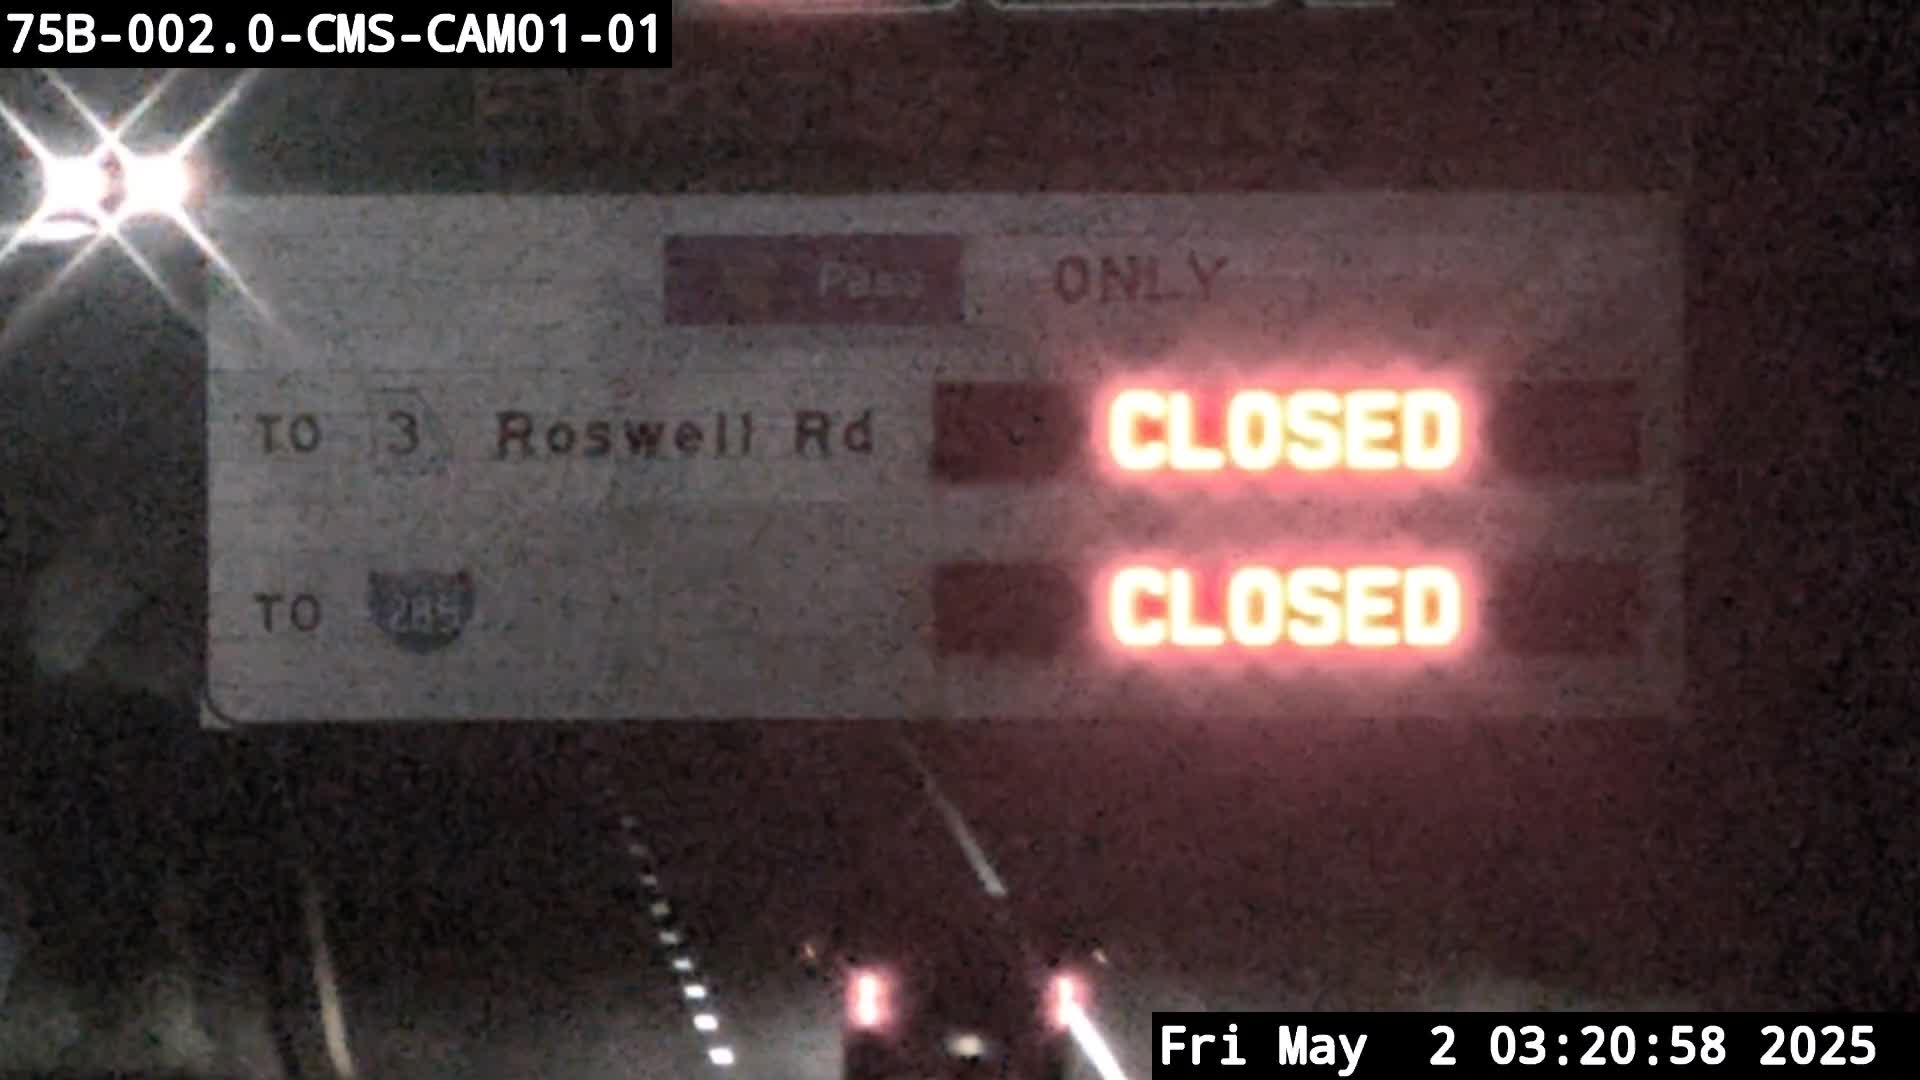 75B-002.0-CMS-CAM01-01
Pass ONLY
TO 3 Roswell Rd CLOSED
TO 285 CLOSED
Fri May 2 03:20:58 2025